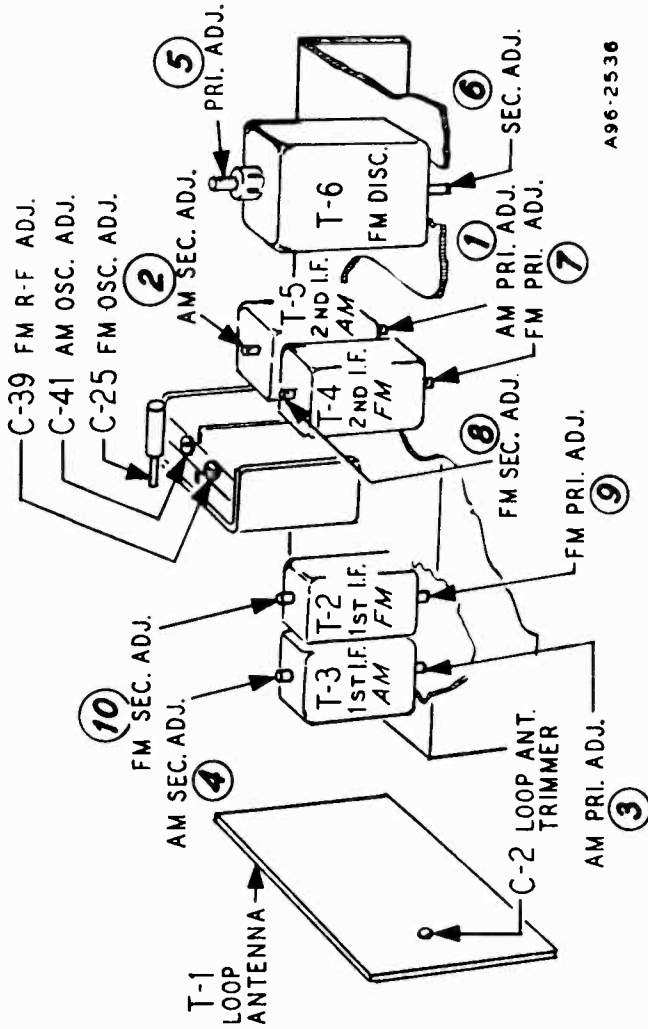 C-39 FM R-F ADJ.
C-41 AM OSC. ADJ.
C-25 FM OSC. ADJ.
2
AM SEC. ADJ.
5
PRI. ADJ.
10
FM SEC. ADJ.
AM SEC. ADJ.
4
T-1
LOOP
ANTENNA
T-3
1ST I.F.
AM
T-2
1ST I.F.
FM
T-4
2ND I.F.
FM
T-5
2ND I.F.
AM
T-6
FM DISC.
C-2 LOOP ANT.
TRIMMER
AM PRI. ADJ.
3
FM PRI. ADJ.
9
FM SEC. ADJ.
8
1
AM PRI. ADJ.
FM PRI. ADJ.
7
6
SEC. ADJ.
A96-2536